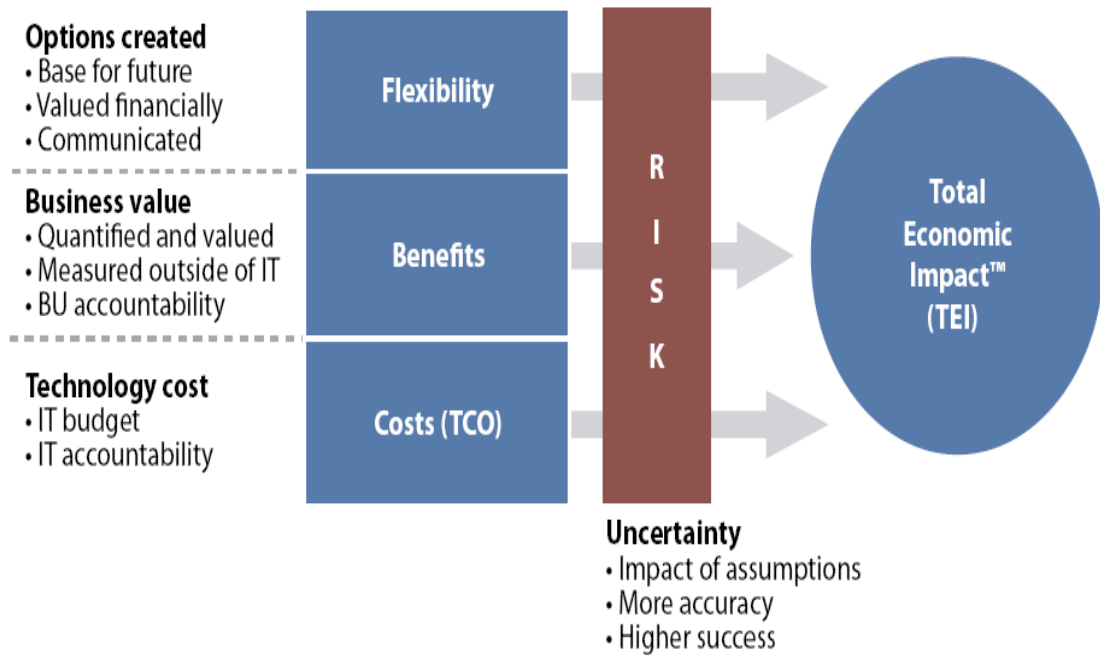 Options created
• Base for future
• Valued financially
• Communicated
Flexibility
Business value
• Quantified and valued
• Measured outside of IT
• BU accountability
Benefits
Technology cost
• IT budget
• IT accountability
Costs (TCO)
R
I
S
K
Uncertainty
• Impact of assumptions
• More accuracy
• Higher success
Total
Economic
Impact™
(TEI)